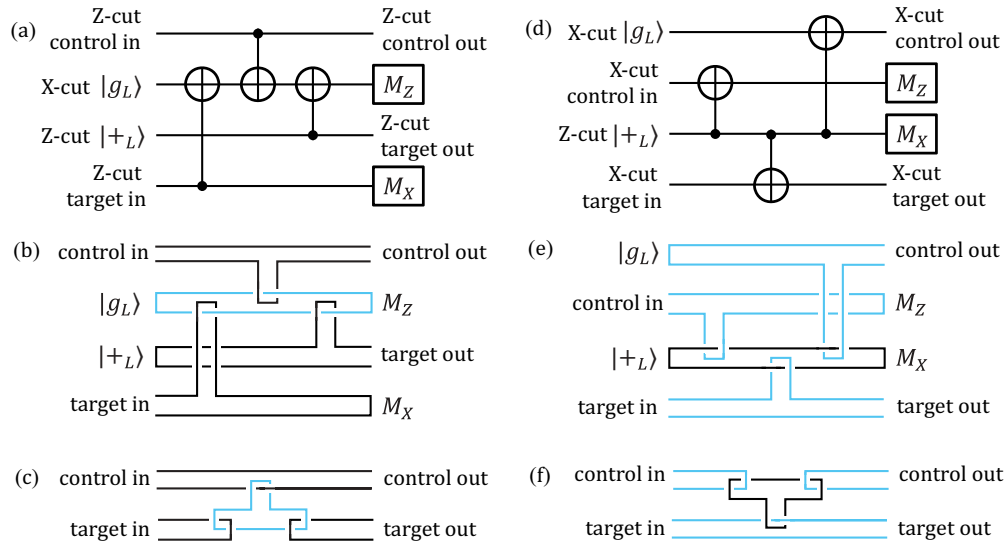 (a)
Z-cut
control in
Z-cut
control out
X-cut |g_L⟩
M_Z
Z-cut |+_L⟩
Z-cut
target out
Z-cut
target in
M_X
(b)
control in
control out
|g_L⟩
M_Z
|+_L⟩
target out
target in
M_X
(c)
control in
control out
target in
target out
(d)
X-cut |g_L⟩
X-cut
control out
X-cut
control in
M_Z
Z-cut |+_L⟩
M_X
X-cut
target in
X-cut
target out
(e)
|g_L⟩
control out
control in
M_Z
|+_L⟩
M_X
target in
target out
(f)
control in
control out
target in
target out